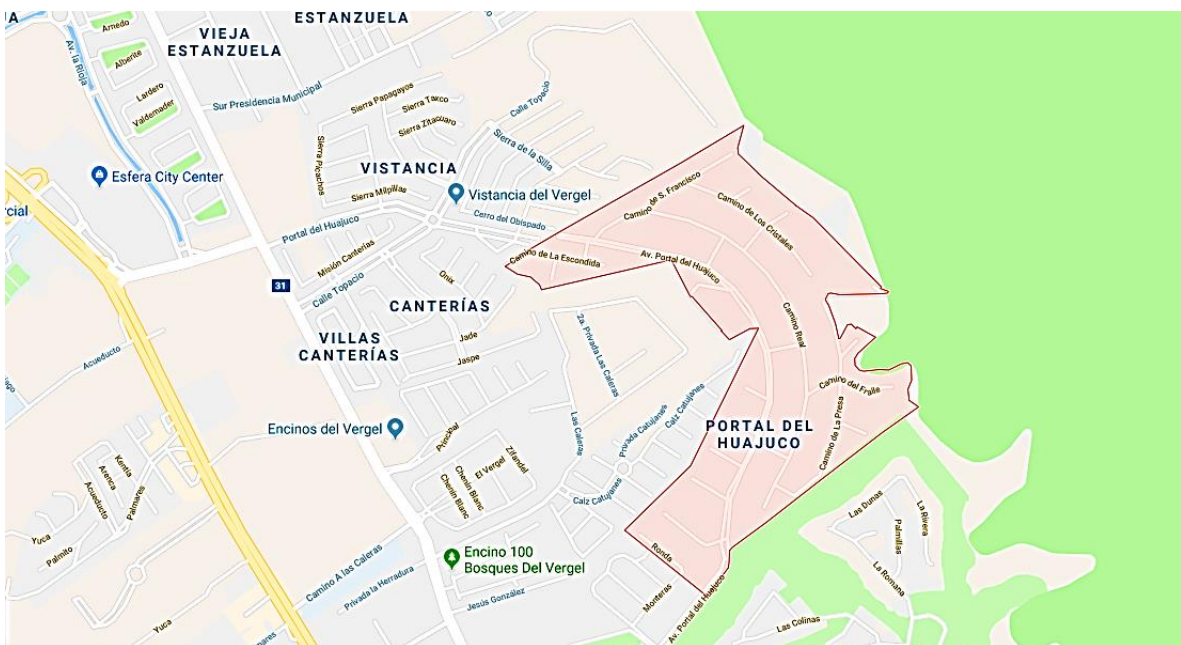 ESTANZUELA
VIEJA
ESTANZUELA
Arnedo
Av. la Rioja
Alberite
Lardero
Valdemader
Sur Presidencia Municipal
Sierra Papagayos
Sierra Taxco
Sierra Zitacuaro
Calle Topacio
Sierra de la Silla
Sierra Picachos
VISTANCIA
Esfera City Center
Sierra Milpillas
Vistancia del Vergel
Camino de S. Francisco
Camino de Los Cristales
rcial
Portal del Huajuco
Cerro del Obispado
Misión Canterias
Camino de La Escondida
Av. Portal del Huajuco
31
Calle Topacio
Onix
CANTERÍAS
Camino Real
VILLAS
CANTERÍAS
Jade
Jaspe
2a. Privada Las Caleras
Acueducto
Camino del Fraile
Las Caleras
Calz Catujanes
Privada Catujanes
PORTAL DEL
HUAJUCO
Camino de La Presa
Encinos del Vergel
Principal
Zifandel
El Vergel
Chenin Blanc
Chenin Blanc
Calz Catujanes
Kentia
Arenca
Acueducto
Palmares
Yuca
Palmito
Las Dunas
La Rivera
Palmillas
La Romana
Ronda
Encino 100
Bosques Del Vergel
Camino A las Caleras
Privada la Herradura
Jesús González
Monteras
Av. Portal del Huajuco
Las Colinas
Yuca